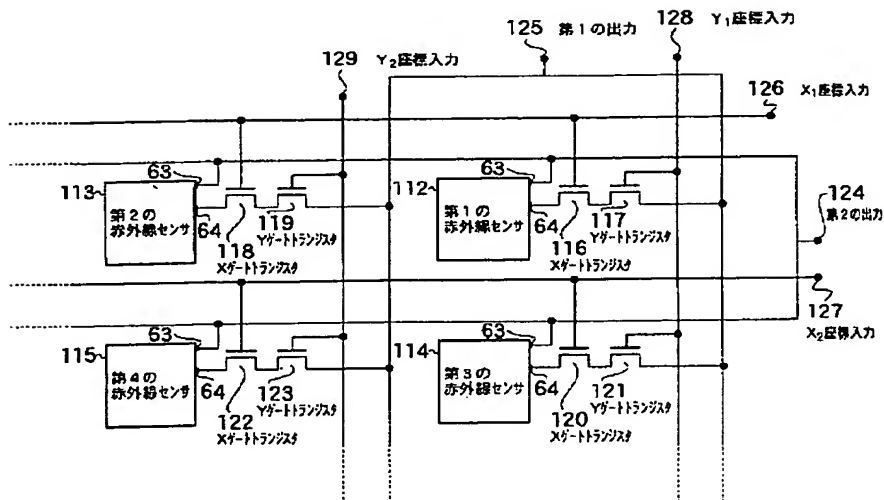 128 Y₁座標入力
125 第1の出力
129 Y₂座標入力
126 X₁座標入力
63
113
第2の
赤外線センサ
64
118
Xゲートトランジスタ
119
Yゲートトランジスタ
63
112
第1の
赤外線センサ
64
116
Xゲートトランジスタ
117
Yゲートトランジスタ
124
第2の出力
127
X₂座標入力
63
115
第4の
赤外線センサ
64
122
Xゲートトランジスタ
123
Yゲートトランジスタ
63
114
第3の
赤外線センサ
64
120
Xゲートトランジスタ
121
Yゲートトランジスタ